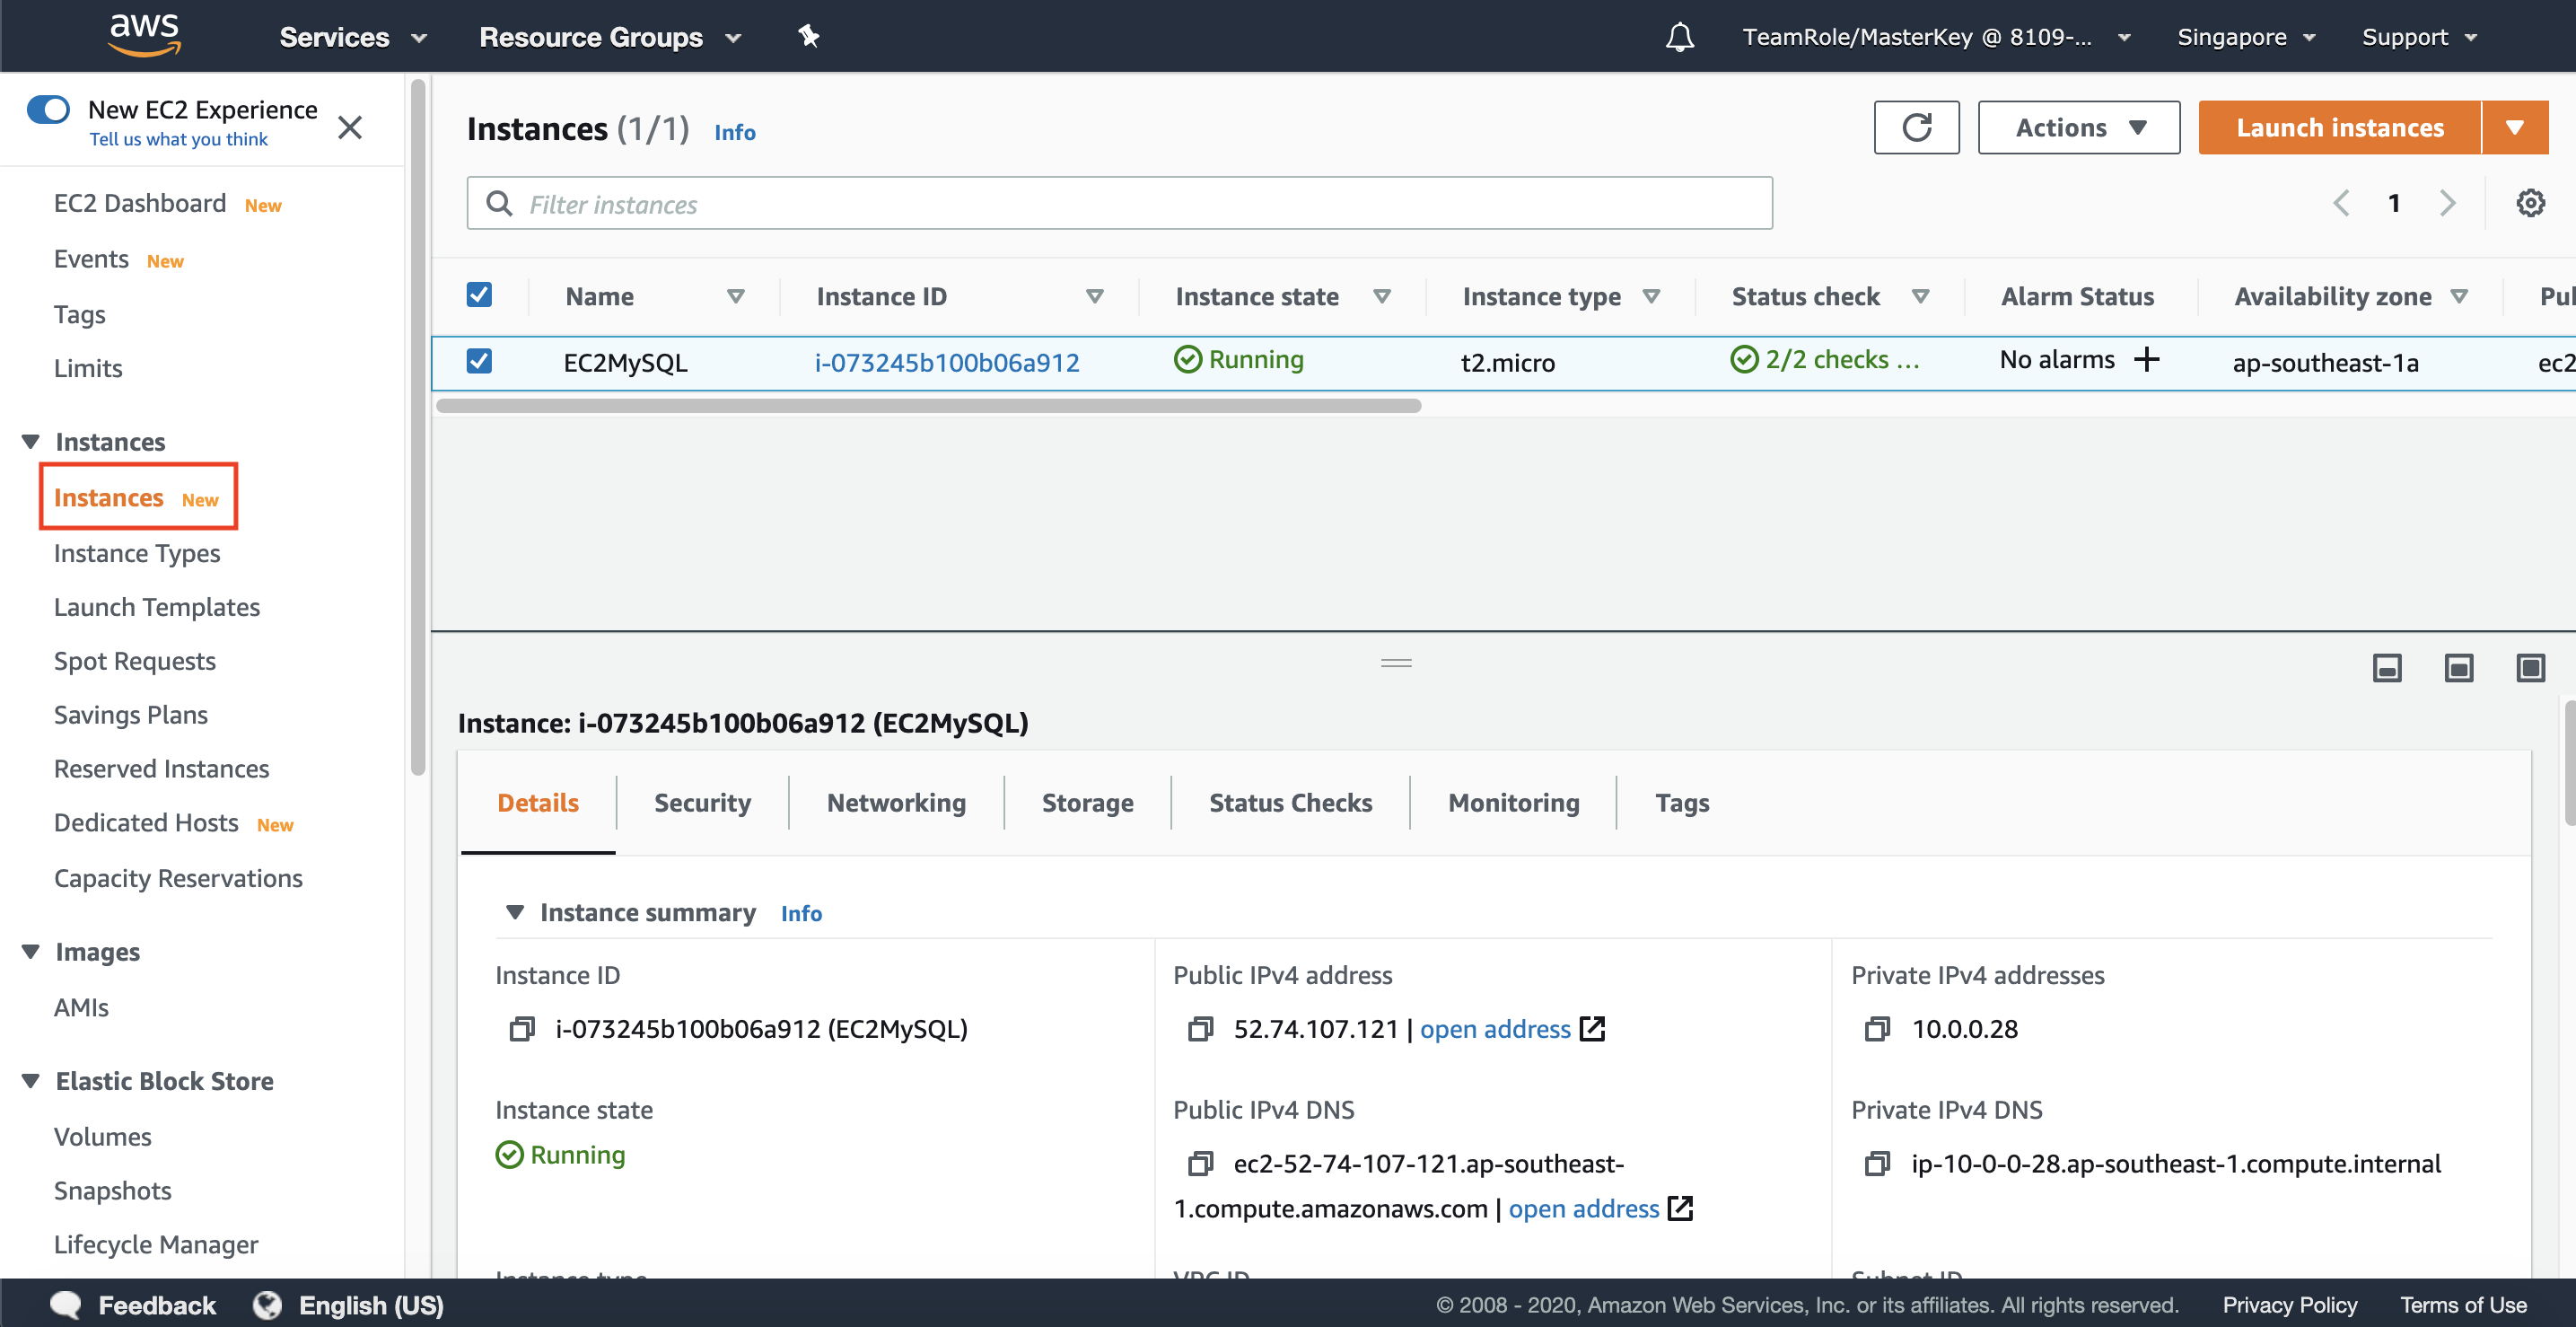 aws
Services
Resource Groups
TeamRole/MasterKey @ 8109-...
Singapore
Support
New EC2 Experience
Tell us what you think
EC2 Dashboard New
Events New
Tags
Limits
Instances
Instances New
Instance Types
Launch Templates
Spot Requests
Savings Plans
Reserved Instances
Dedicated Hosts New
Capacity Reservations
Images
AMIs
Elastic Block Store
Volumes
Snapshots
Lifecycle Manager
Instances (1/1) Info
Actions
Launch instances
Filter instances
1
Name Instance ID Instance state Instance type Status check Alarm Status Availability zone
EC2MySQL i-073245b100b06a912 Running t2.micro 2/2 checks ... No alarms + ap-southeast-1a ec2
Instance: i-073245b100b06a912 (EC2MySQL)
Details Security Networking Storage Status Checks Monitoring Tags
Instance summary Info
Instance ID
i-073245b100b06a912 (EC2MySQL)
Public IPv4 address
52.74.107.121 | open address
Private IPv4 addresses
10.0.0.28
Instance state
Running
Public IPv4 DNS
ec2-52-74-107-121.ap-southeast-
1.compute.amazonaws.com | open address
Private IPv4 DNS
ip-10-0-0-28.ap-southeast-1.compute.internal
Instance type
VPC ID
Subnet ID
Feedback
English (US)
© 2008 - 2020, Amazon Web Services, Inc. or its affiliates. All rights reserved.
Privacy Policy
Terms of Use